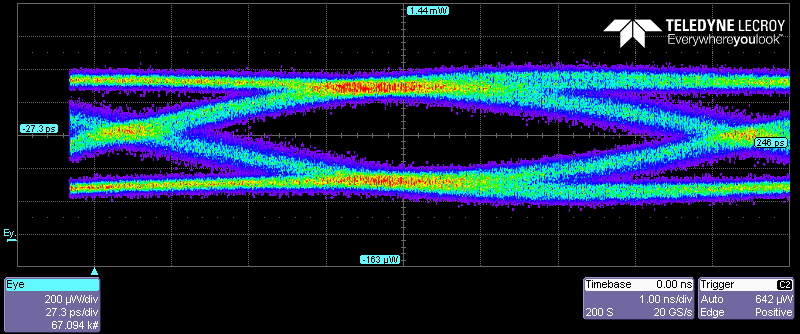 1.44 mW
TELEDYNE LECROY
Everywhereyoulook™
-27.3 ps
246 ps
Ey.
-163 µW
Eye
200 µW/div
27.3 ps/div
67.094 k#
Timebase 0.00 ns
1.00 ns/div
200 S 20 GS/s
Trigger C2
Auto 642 µW
Edge Positive